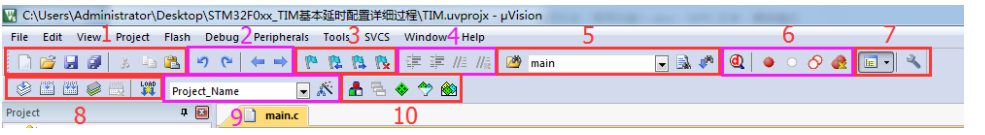 C:\Users\Administrator\Desktop\STM32F0xx_TIM基本延时配置详细过程\TIM.uvprojx - µVision
File Edit View Project Flash Debug Peripherals Tools SVCS Window Help
1 2 3 4 5 6 7
main
LOAD Project_Name
Project 8 9 main.c 10